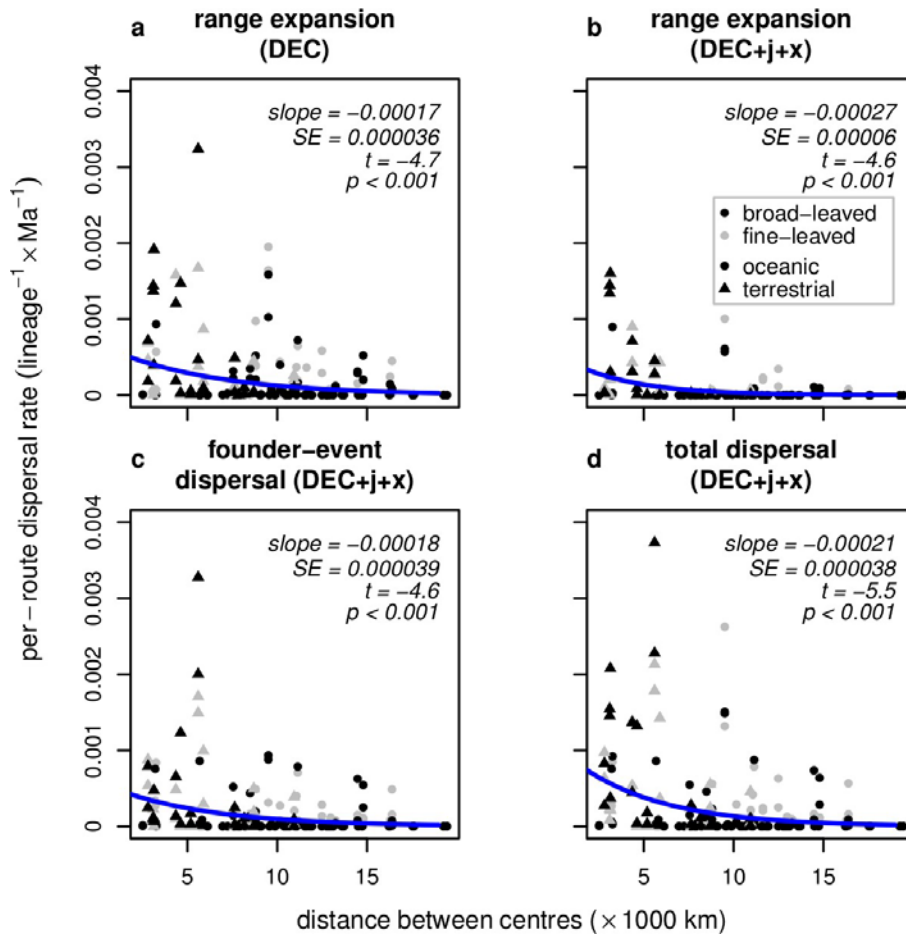 a range expansion
(DEC)
slope = −0.00017
SE = 0.000036
t = −4.7
p < 0.001
0 0.001 0.002 0.003 0.004
b range expansion
(DEC+j+x)
slope = −0.00027
SE = 0.00006
t = −4.6
p < 0.001
broad−leaved
fine−leaved
oceanic
terrestrial
per−route dispersal rate (lineage⁻¹ × Ma⁻¹)
c founder−event
dispersal (DEC+j+x)
slope = −0.00018
SE = 0.000039
t = −4.6
p < 0.001
0 0.001 0.002 0.003 0.004
5 10 15
d total dispersal
(DEC+j+x)
slope = −0.00021
SE = 0.000038
t = −5.5
p < 0.001
5 10 15
distance between centres (×1000 km)